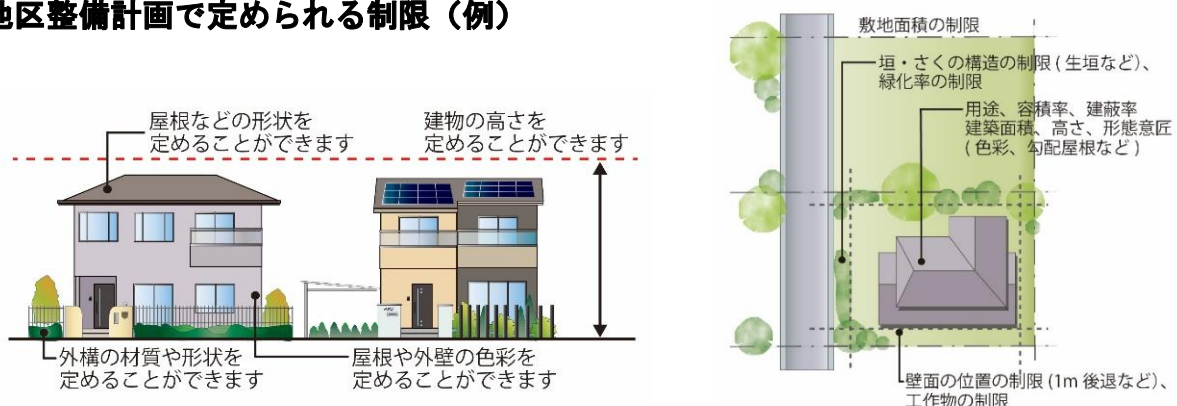 地区整備計画で定められる制限（例）
屋根などの形状を
定めることができます
建物の高さを
定めることができます
外構の材質や形状を
定めることができます
屋根や外壁の色彩を
定めることができます
敷地面積の制限
垣・さくの構造の制限(生垣など)、
緑化率の制限
用途、容積率、建蔽率
建築面積、高さ、形態意匠
(色彩、勾配屋根など)
壁面の位置の制限(1m後退など)、
工作物の制限